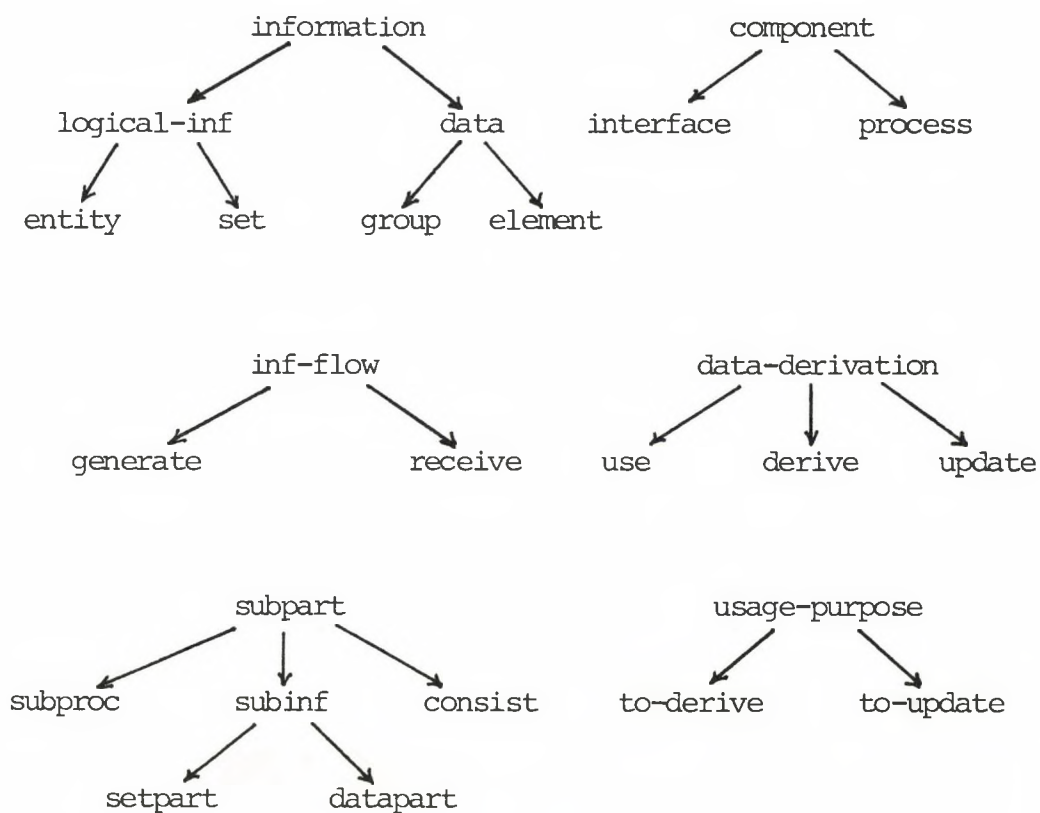 information component
logical-inf data interface process
entity set group element
inf-flow data-derivation
generate receive use derive update
subpart usage-purpose
subproc subinf consist to-derive to-update
setpart datapart